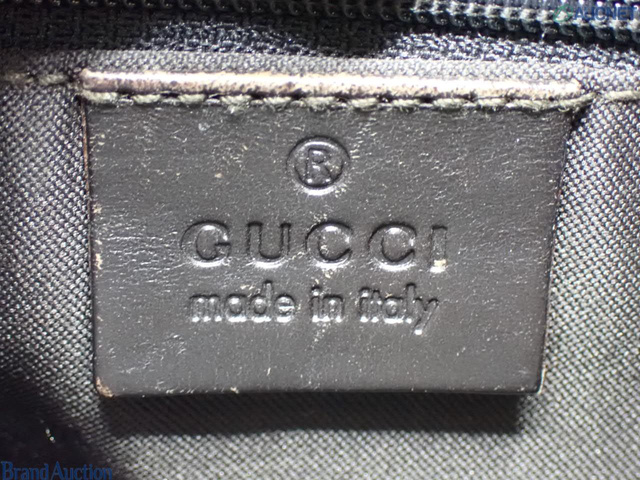 ®
GUCCI
made in italy
Brand Auction